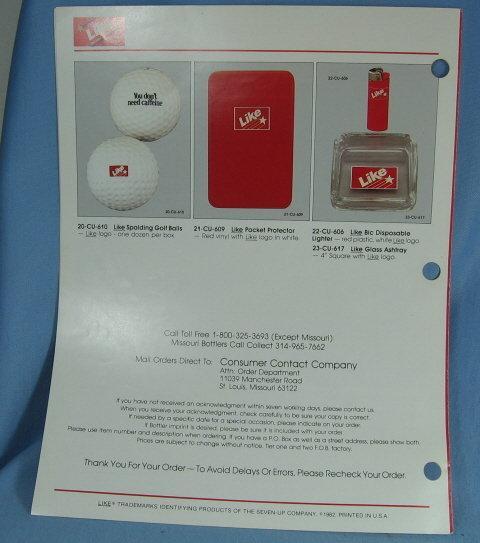 Like
You don't
need caffeine
Like
20-CU-610
Like
21-CU-609
22-CU-606
Like
Like
23-CU-617
20-CU-610 Like Spalding Golf Balls
— Like logo - one dozen per box
21-CU-609 Like Pocket Protector
— Red vinyl with Like logo in white
22-CU-606 Like Bic Disposable
Lighter — red plastic, white Like logo
23-CU-617 Like Glass Ashtray
— 4" Square with Like logo
Call Toll Free 1-800-325-3693 (Except Missouri)
Missouri Bottlers Call Collect 314-965-7662
Mail Orders Direct To: Consumer Contact Company
Attn: Order Department
11039 Manchester Road
St. Louis, Missouri 63122
If you have not received an acknowledgment within seven working days, please contact us.
When you receive your acknowledgment, check carefully to be sure your copy is correct.
If needed by a specific date for a special occasion, please indicate on your order.
If Bottler imprint is desired, please be sure it is included with your order.
Please use item number and description when ordering. If you have a P.O. Box as well as a street address, please show both.
Prices are subject to change without notice. Tier one and two F.O.B. factory.
Thank You For Your Order — To Avoid Delays Or Errors, Please Recheck Your Order.
LIKE® TRADEMARKS IDENTIFYING PRODUCTS OF THE SEVEN-UP COMPANY, ©1982. PRINTED IN U.S.A.